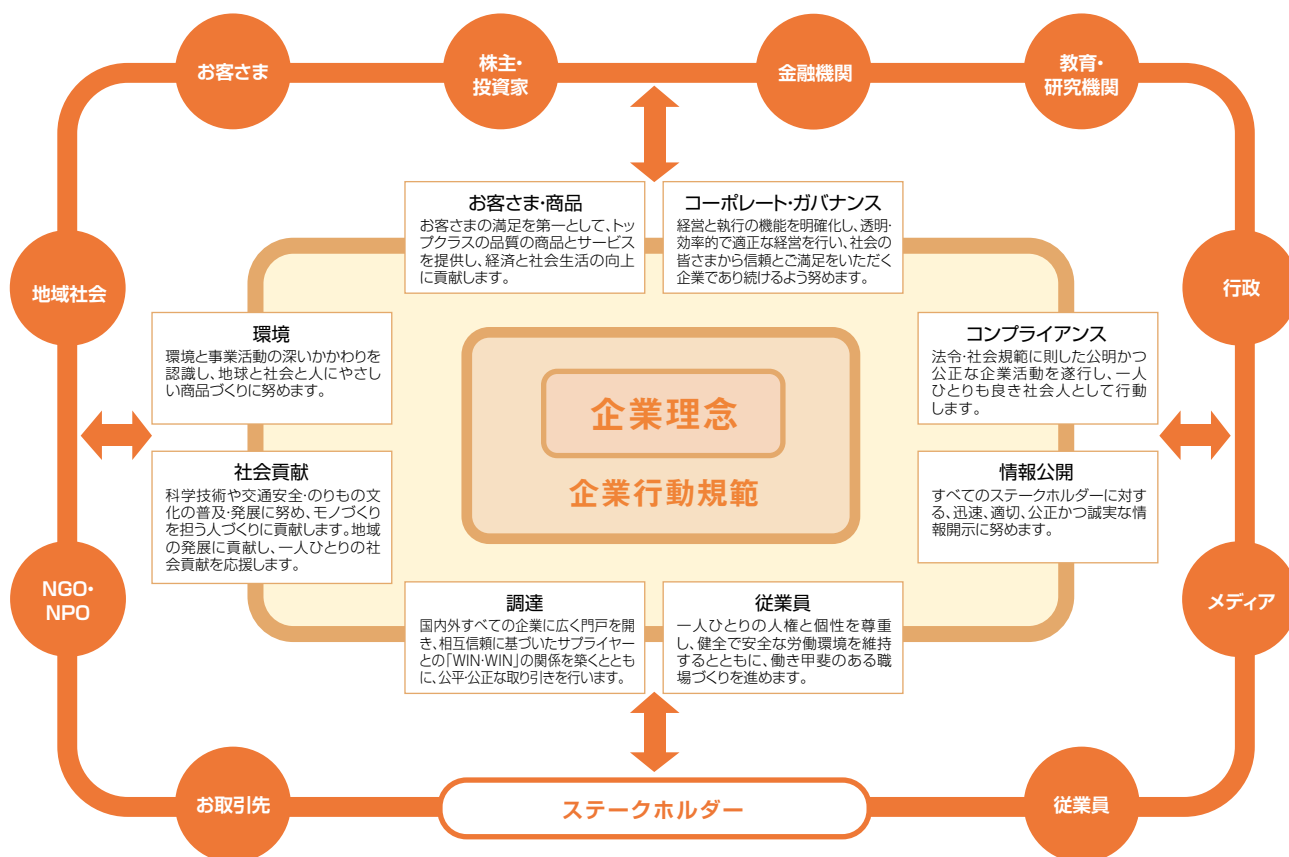 お客さま
株主・
投資家
金融機関
教育・
研究機関
お客さま・商品
お客さまの満足を第一として、トッ
プクラスの品質の商品とサービス
を提供し、経済と社会生活の向上
に貢献します。
コーポレート・ガバナンス
経営と執行の機能を明確化し、透明・
効率的で適正な経営を行い、社会の
皆さまから信頼とご満足をいただく
企業であり続けるよう努めます。
地域社会
行政
環境
環境と事業活動の深いかかわりを
認識し、地球と社会と人にやさし
い商品づくりに努めます。
コンプライアンス
法令・社会規範に則した公明かつ
公正な企業活動を遂行し、一人
ひとりも良き社会人として行動
します。
企業理念
企業行動規範
社会貢献
科学技術や交通安全・のりもの文
化の普及・発展に努め、モノづくり
を担う人づくりに貢献します。地域
の発展に貢献し、一人ひとりの社
会貢献を応援します。
情報公開
すべてのステークホルダーに対す
る、迅速、適切、公正かつ誠実な情
報開示に努めます。
NGO・
NPO
メディア
調達
国内外すべての企業に広く門戸を開
き、相互信頼に基づいたサプライヤー
との「WIN・WIN」の関係を築くととも
に、公平・公正な取り引きを行います。
従業員
一人ひとりの人権と個性を尊重
し、健全で安全な労働環境を維持
するとともに、働き甲斐のある職
場づくりを進めます。
お取引先
ステークホルダー
従業員